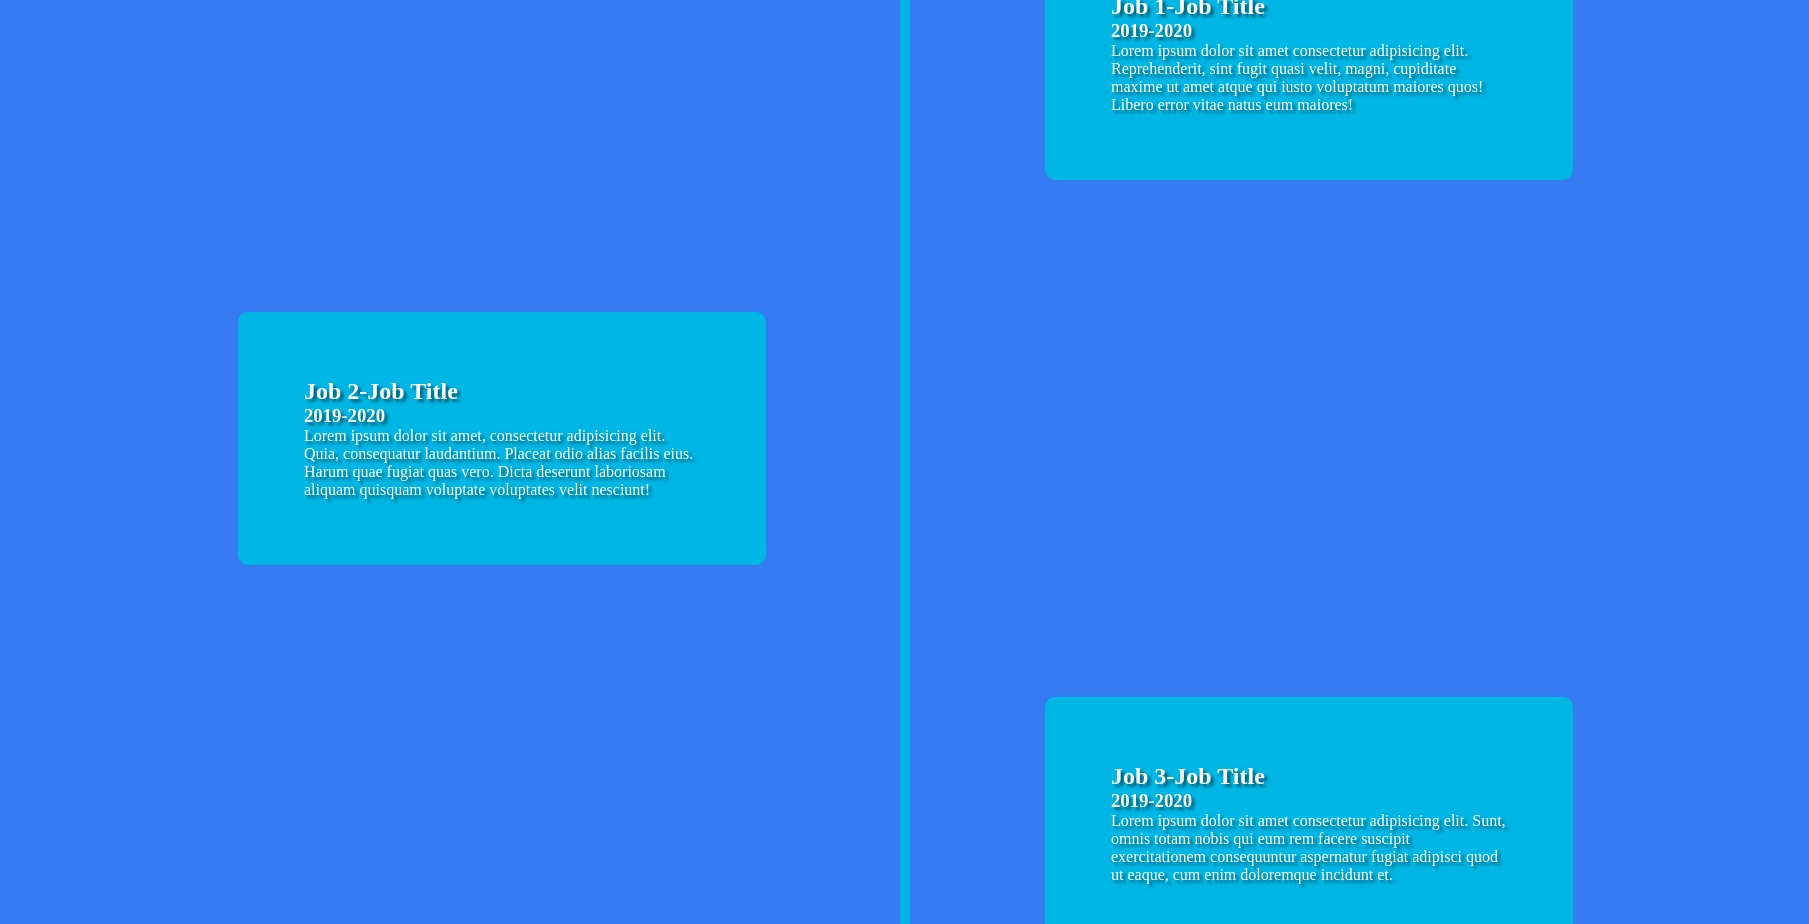 Job 1-Job Title
2019-2020
Lorem ipsum dolor sit amet consectetur adipisicing elit.
Reprehenderit, sint fugit quasi velit, magni, cupiditate
maxime ut amet atque qui iusto voluptatum maiores quos!
Libero error vitae natus eum maiores!
Job 2-Job Title
2019-2020
Lorem ipsum dolor sit amet, consectetur adipisicing elit.
Quia, consequatur laudantium. Placeat odio alias facilis eius.
Harum quae fugiat quas vero. Dicta deserunt laboriosam
aliquam quisquam voluptate voluptates velit nesciunt!
Job 3-Job Title
2019-2020
Lorem ipsum dolor sit amet consectetur adipisicing elit. Sunt,
omnis totam nobis qui eum rem facere suscipit
exercitationem consequuntur aspernatur fugiat adipisci quod
ut eaque, cum enim doloremque incidunt et.